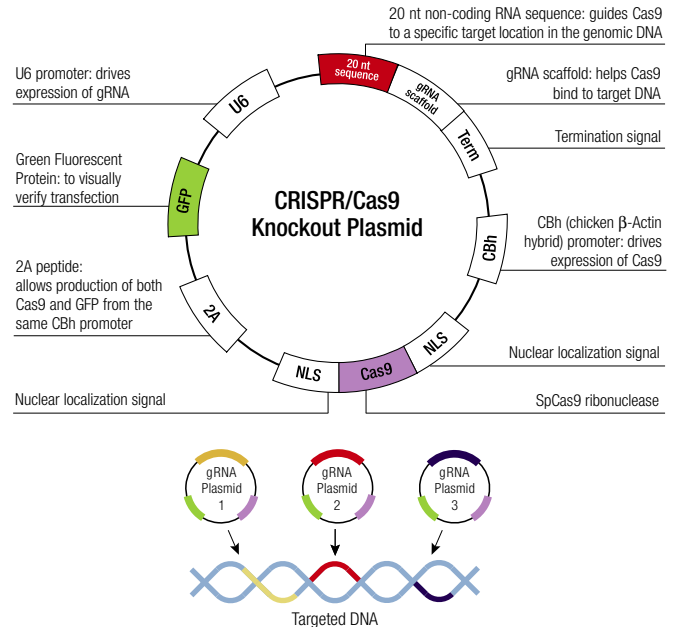 20 nt non-coding RNA sequence: guides Cas9
to a specific target location in the genomic DNA
U6 promoter: drives
expression of gRNA
U6
20 nt
sequence
gRNA
scaffold
gRNA scaffold: helps Cas9
bind to target DNA
Term
Termination signal
Green Fluorescent
Protein: to visually
verify transfection
GFP
CRISPR/Cas9
Knockout Plasmid
CBh
CBh (chicken β-Actin
hybrid) promoter: drives
expression of Cas9
2A peptide:
allows production of both
Cas9 and GFP from the
same CBh promoter
2A
NLS
Cas9
NLS
Nuclear localization signal
Nuclear localization signal
SpCas9 ribonuclease
gRNA
Plasmid
1
gRNA
Plasmid
2
gRNA
Plasmid
3
Targeted DNA